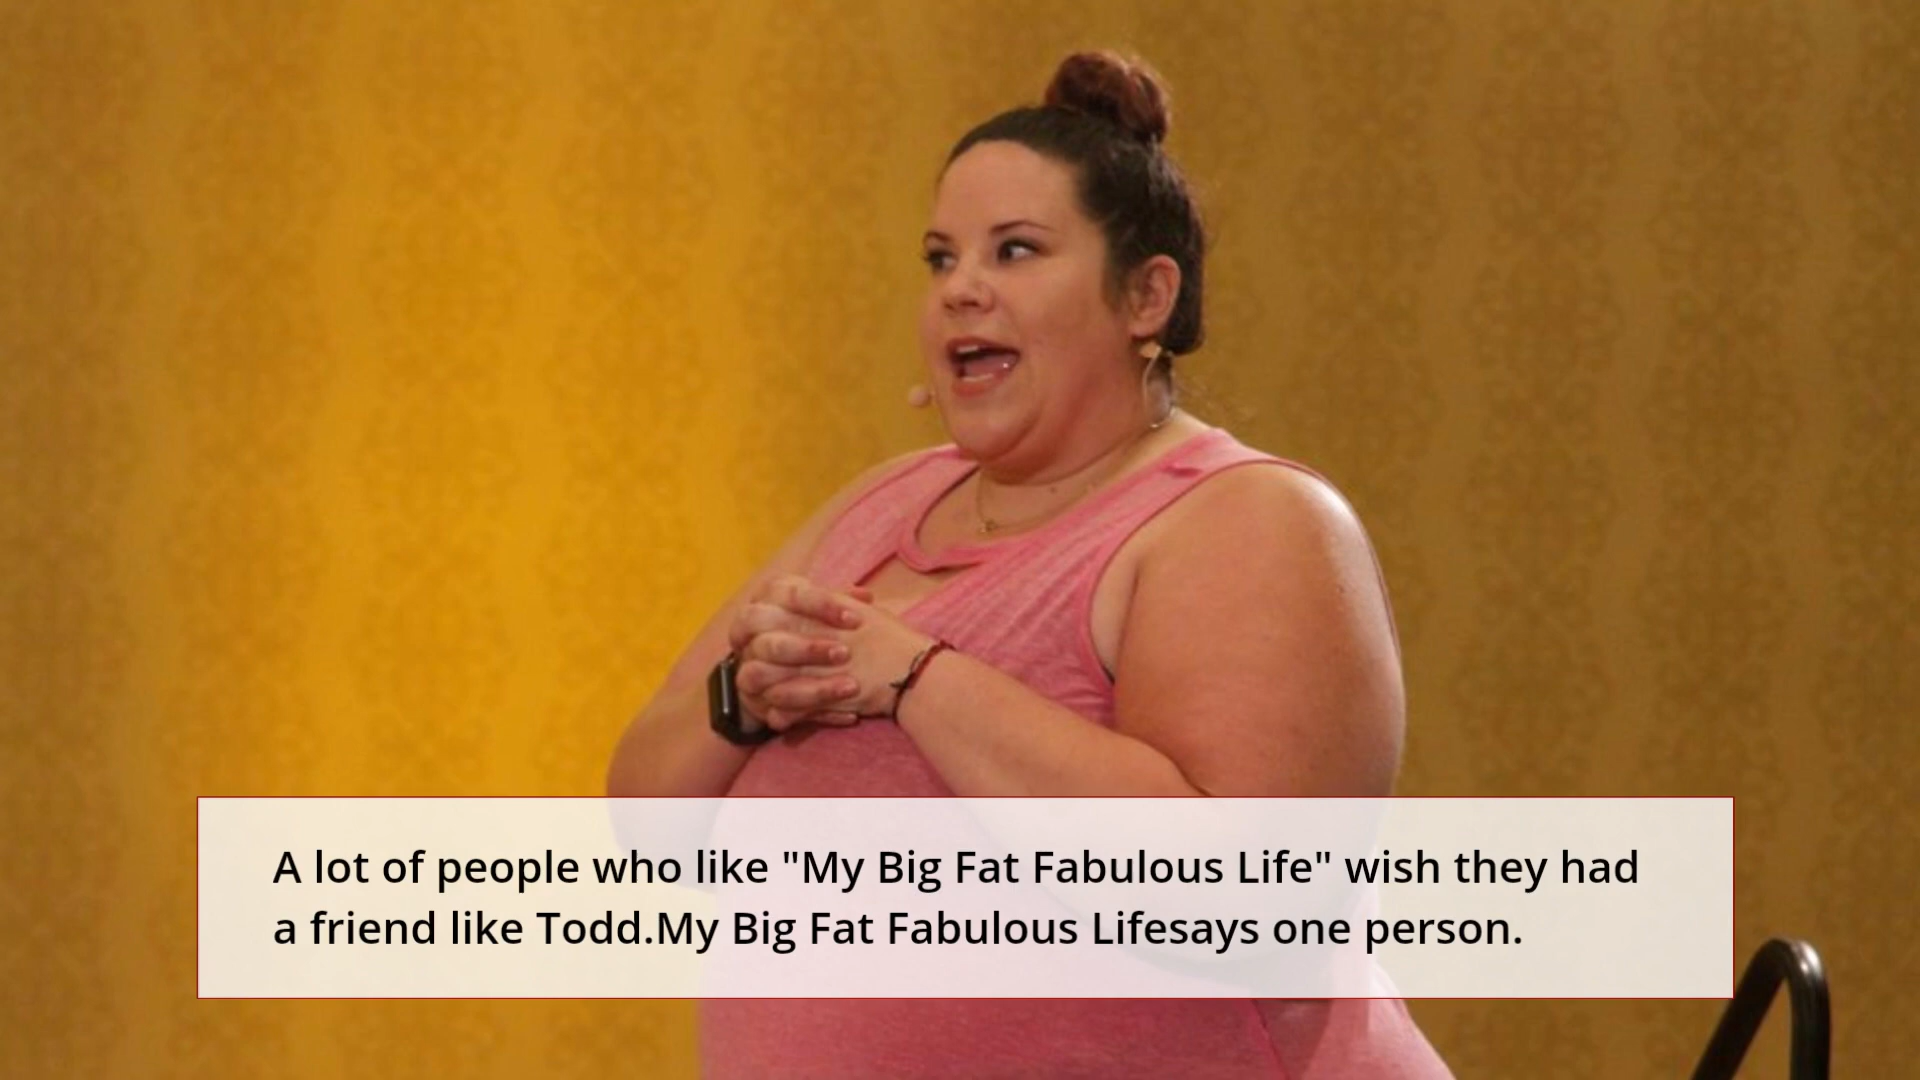 A lot of people who like "My Big Fat Fabulous Life" wish they had
a friend like Todd.My Big Fat Fabulous Lifesays one person.